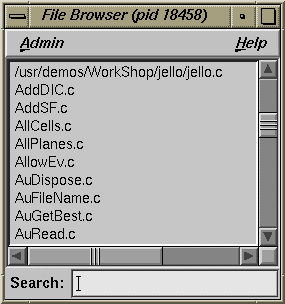 File Browser (pid 18458)
Admin Help
/usr/demos/WorkShop/jello/jello.c
AddDIC.c
AddSF.c
AllCells.c
AllPlanes.c
AllowEv.c
AuDispose.c
AuFileName.c
AuGetBest.c
AuRead.c
Search: